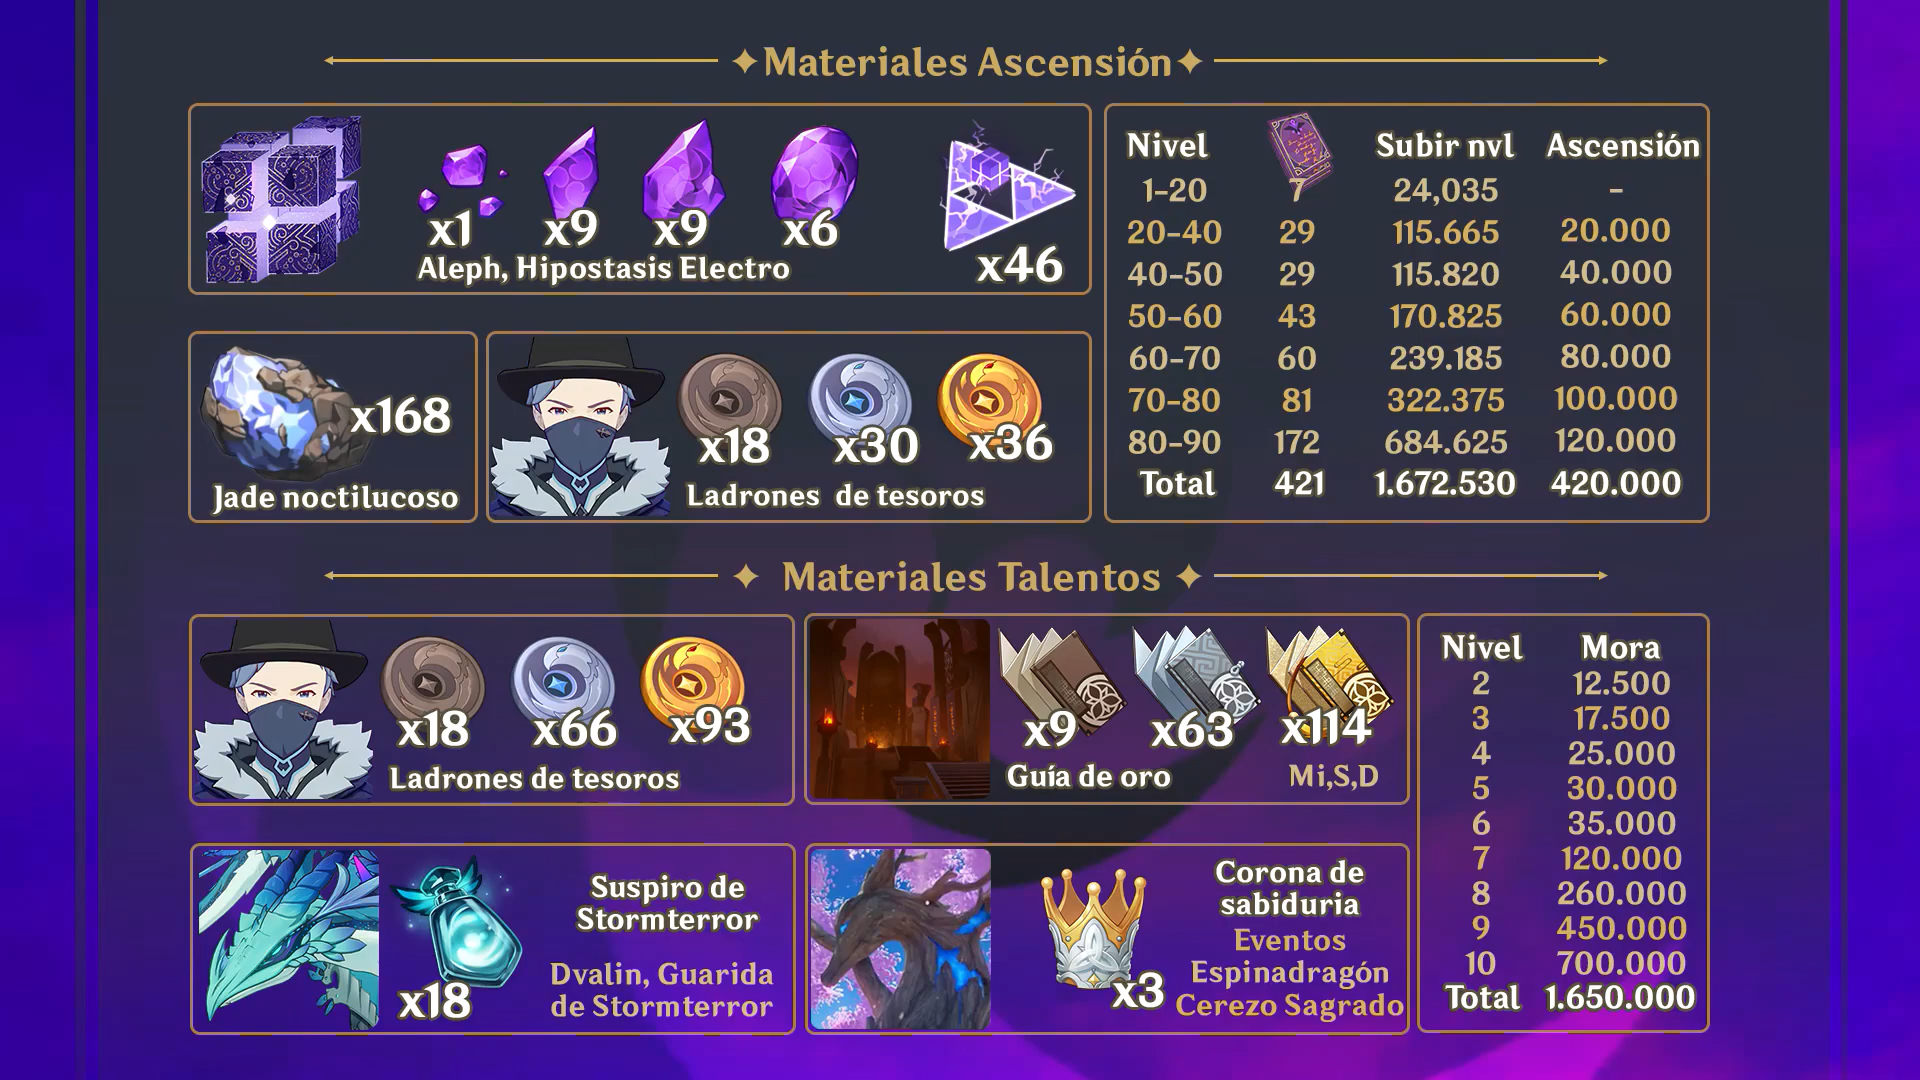 ✦Materiales Ascensión✦
x1 x9 x9 x6
Aleph, Hipostasis Electro
x46
x168
Jade noctilucoso
x18 x30 x36
Ladrones de tesoros
Nivel Subir nvl Ascensión
1-20 7 24,035 -
20-40 29 115.665 20.000
40-50 29 115.820 40.000
50-60 43 170.825 60.000
60-70 60 239.185 80.000
70-80 81 322.375 100.000
80-90 172 684.625 120.000
Total 421 1.672.530 420.000
✦ Materiales Talentos ✦
x18 x66 x93
Ladrones de tesoros
x9 x63 x114
Guía de oro Mi,S,D
x18
Suspiro de
Stormterror
Dvalin, Guarida
de Stormterror
x3
Corona de
sabiduria
Eventos
Espinadragón
Cerezo Sagrado
Nivel Mora
2 12.500
3 17.500
4 25.000
5 30.000
6 35.000
7 120.000
8 260.000
9 450.000
10 700.000
Total 1.650.000